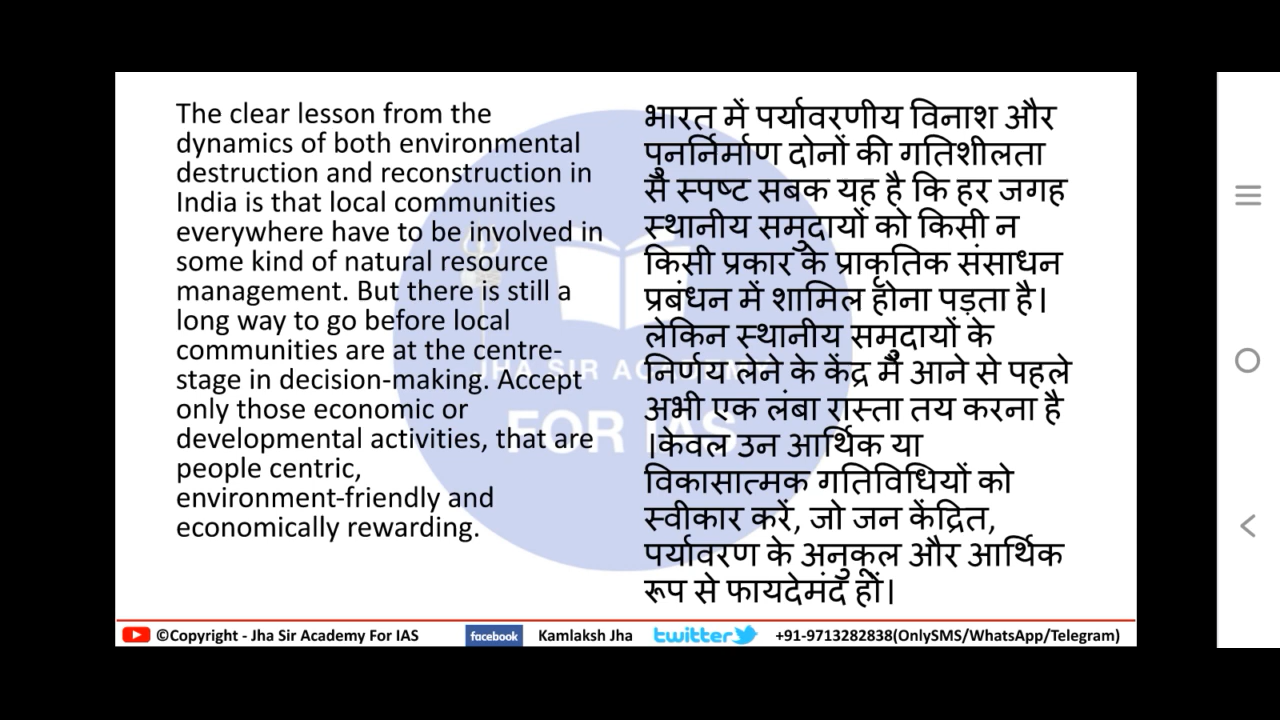 The clear lesson from the
dynamics of both environmental
destruction and reconstruction in
India is that local communities
everywhere have to be involved in
some kind of natural resource
management. But there is still a
long way to go before local
communities are at the centre-
stage in decision-making. Accept
only those economic or
developmental activities, that are
people centric,
environment-friendly and
economically rewarding.
भारत में पर्यावरणीय विनाश और
पुनर्निर्माण दोनों की गतिशीलता
से स्पष्ट सबक यह है कि हर जगह
स्थानीय समुदायों को किसी न
किसी प्रकार के प्राकृतिक संसाधन
प्रबंधन में शामिल होना पड़ता है।
लेकिन स्थानीय समुदायों के
निर्णय लेने के केंद्र में आने से पहले
अभी एक लंबा रास्ता तय करना है
।केवल उन आर्थिक या
विकासात्मक गतिविधियों को
स्वीकार करें, जो जन केंद्रित,
पर्यावरण के अनुकूल और आर्थिक
रूप से फायदेमंद हों।
JHA SIR ACADEMY
FOR IAS
©Copyright - Jha Sir Academy For IAS
facebook
Kamlaksh Jha
twitter
+91-9713282838(OnlySMS/WhatsApp/Telegram)